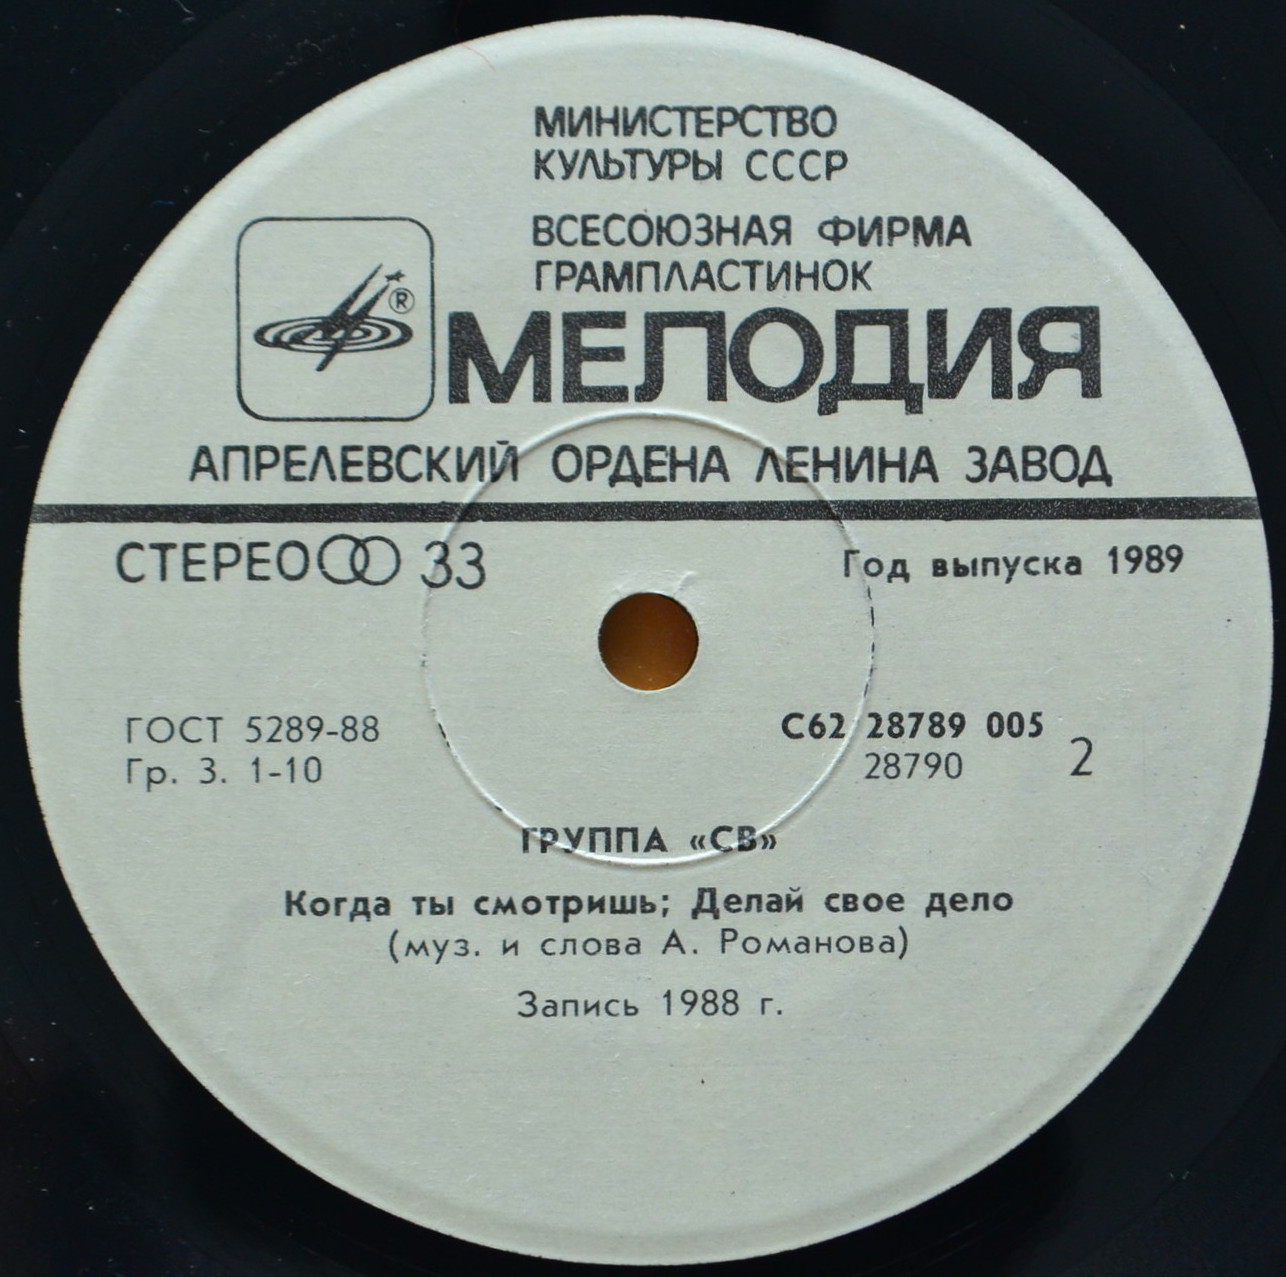 МИНИСТЕРСТВО
КУЛЬТУРЫ СССР
ВСЕСОЮЗНАЯ ФИРМА
ГРАМПЛАСТИНОК
®
МЕЛОДИЯ
АПРЕЛЕВСКИЙ ОРДЕНА ЛЕНИНА ЗАВОД
СТЕРЕО 33
Год выпуска 1989
ГОСТ 5289-88
Гр. 3. 1-10
С62 28789 005
28790
2
ГРУППА «СВ»
Когда ты смотришь; Делай свое дело
(муз. и слова А. Романова)
Запись 1988 г.